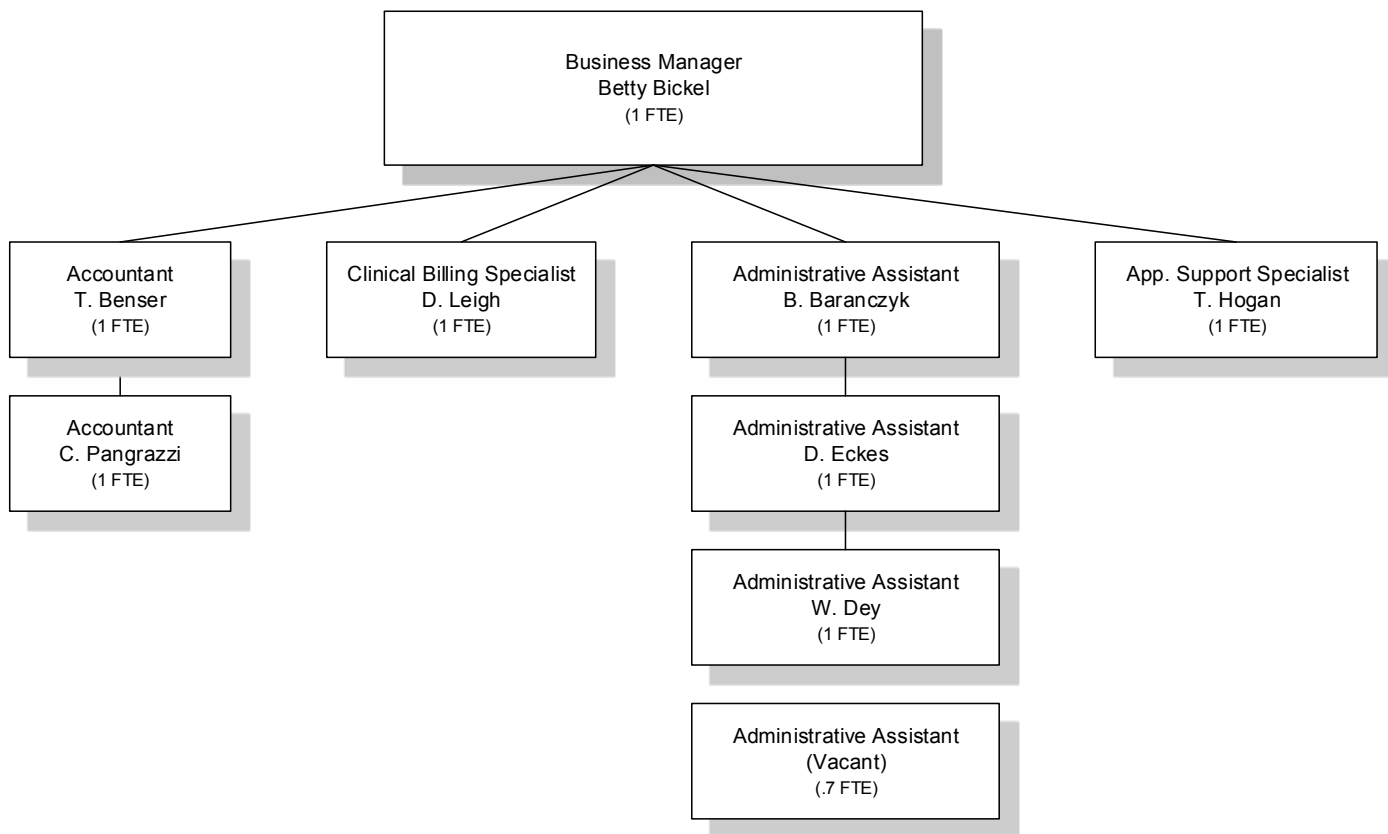 Business Manager
Betty Bickel
(1 FTE)
Accountant
T. Benser
(1 FTE)
Clinical Billing Specialist
D. Leigh
(1 FTE)
Administrative Assistant
B. Baranczyk
(1 FTE)
App. Support Specialist
T. Hogan
(1 FTE)
Accountant
C. Pangrazzi
(1 FTE)
Administrative Assistant
D. Eckes
(1 FTE)
Administrative Assistant
W. Dey
(1 FTE)
Administrative Assistant
(Vacant)
(.7 FTE)